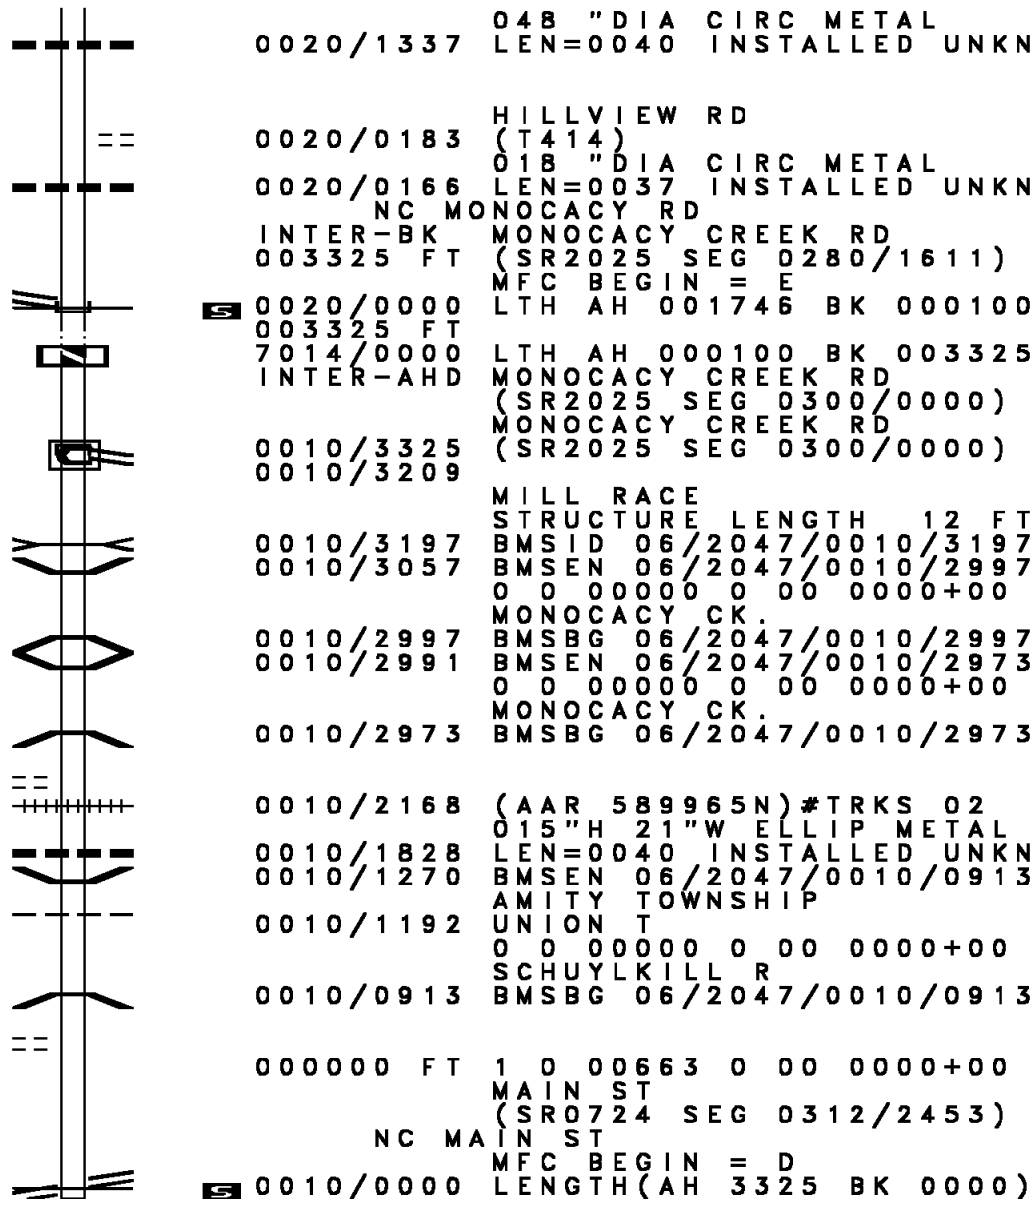 048 "DIA CIRC METAL
0020/1337 LEN=0040 INSTALLED UNKN
HILLVIEW RD
0020/0183 (T414)
018 "DIA CIRC METAL
0020/0166 LEN=0037 INSTALLED UNKN
NC MONOCACY RD
INTER-BK MONOCACY CREEK RD
003325 FT (SR2025 SEG 0280/1611)
MFC BEGIN = E
S 0020/0000 LTH AH 001746 BK 000100
003325 FT
7014/0000 LTH AH 000100 BK 003325
INTER-AHD MONOCACY CREEK RD
(SR2025 SEG 0300/0000)
MONOCACY CREEK RD
0010/3325 (SR2025 SEG 0300/0000)
0010/3209
MILL RACE
STRUCTURE LENGTH 12 FT
0010/3197 BMSID 06/2047/0010/3197
0010/3057 BMSEN 06/2047/0010/2997
0 0 00000 0 00 0000+00
MONOCACY CK.
0010/2997 BMSBG 06/2047/0010/2997
0010/2991 BMSEN 06/2047/0010/2973
0 0 00000 0 00 0000+00
MONOCACY CK.
0010/2973 BMSBG 06/2047/0010/2973
0010/2168 (AAR 589965N)#TRKS 02
015"H 21"W ELLIP METAL
0010/1828 LEN=0040 INSTALLED UNKN
0010/1270 BMSEN 06/2047/0010/0913
AMITY TOWNSHIP
0010/1192 UNION T
0 0 00000 0 00 0000+00
SCHUYLKILL R
0010/0913 BMSBG 06/2047/0010/0913
000000 FT 1 0 00663 0 00 0000+00
MAIN ST
(SR0724 SEG 0312/2453)
NC MAIN ST
MFC BEGIN = D
S 0010/0000 LENGTH(AH 3325 BK 0000)